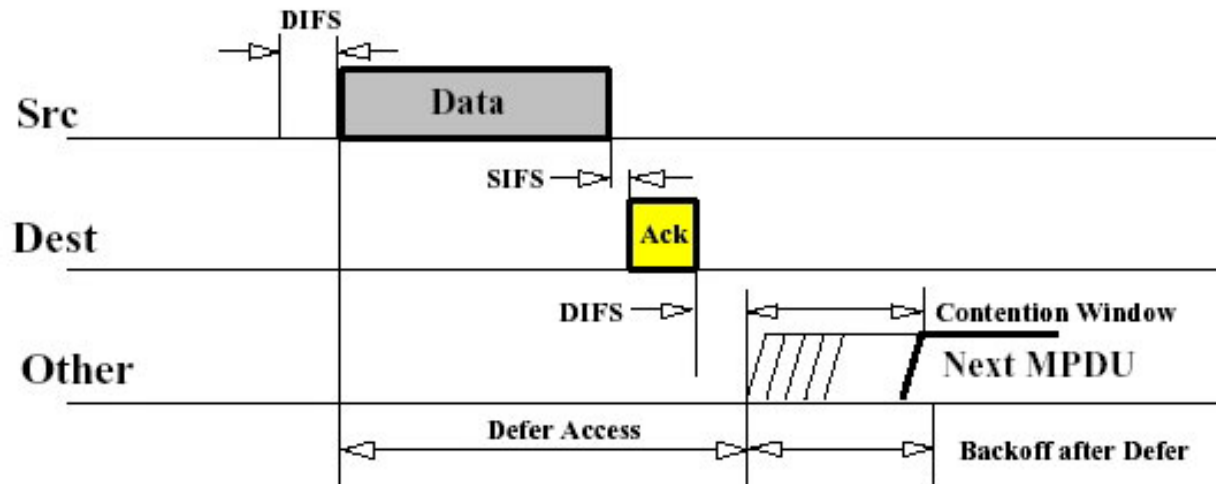 DIFS
Data
Src
SIFS
Ack
Dest
DIFS
Contention Window
Next MPDU
Other
Defer Access
Backoff after Defer